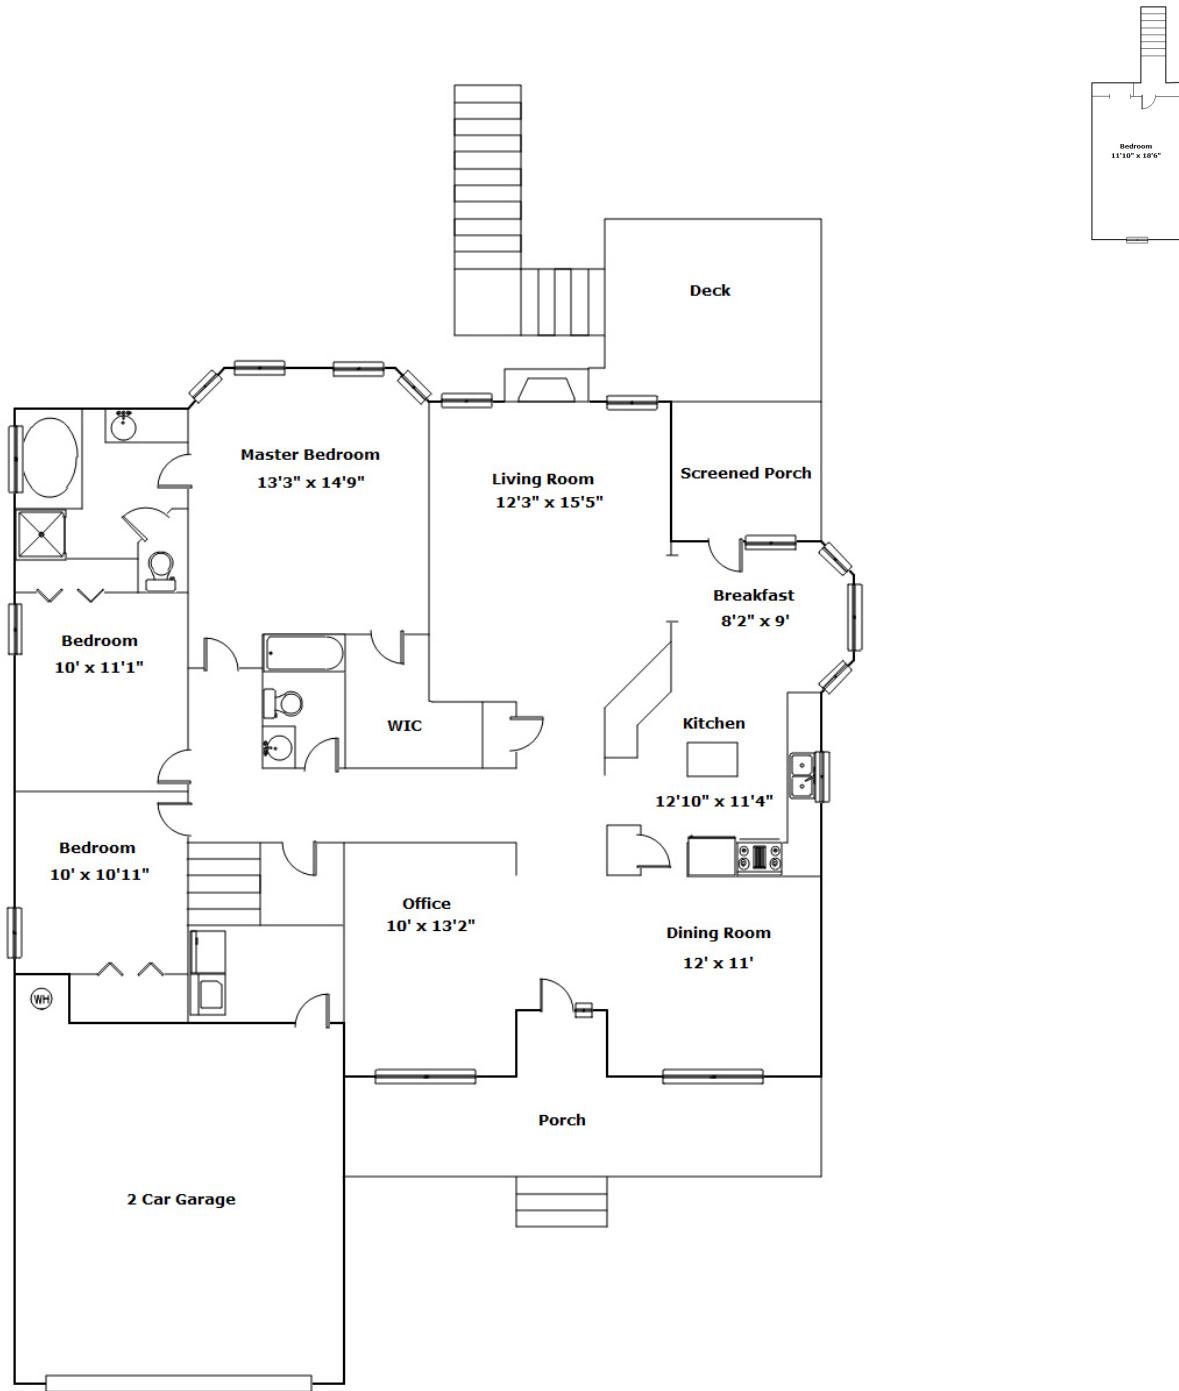 Bedroom
11'10" x 18'6"
Deck
Master Bedroom
13'3" x 14'9"
Living Room
12'3" x 15'5"
Screened Porch
Breakfast
8'2" x 9'
Bedroom
10' x 11'1"
WIC
Kitchen
12'10" x 11'4"
Bedroom
10' x 10'11"
Office
10' x 13'2"
Dining Room
12' x 11'
WH
Porch
2 Car Garage